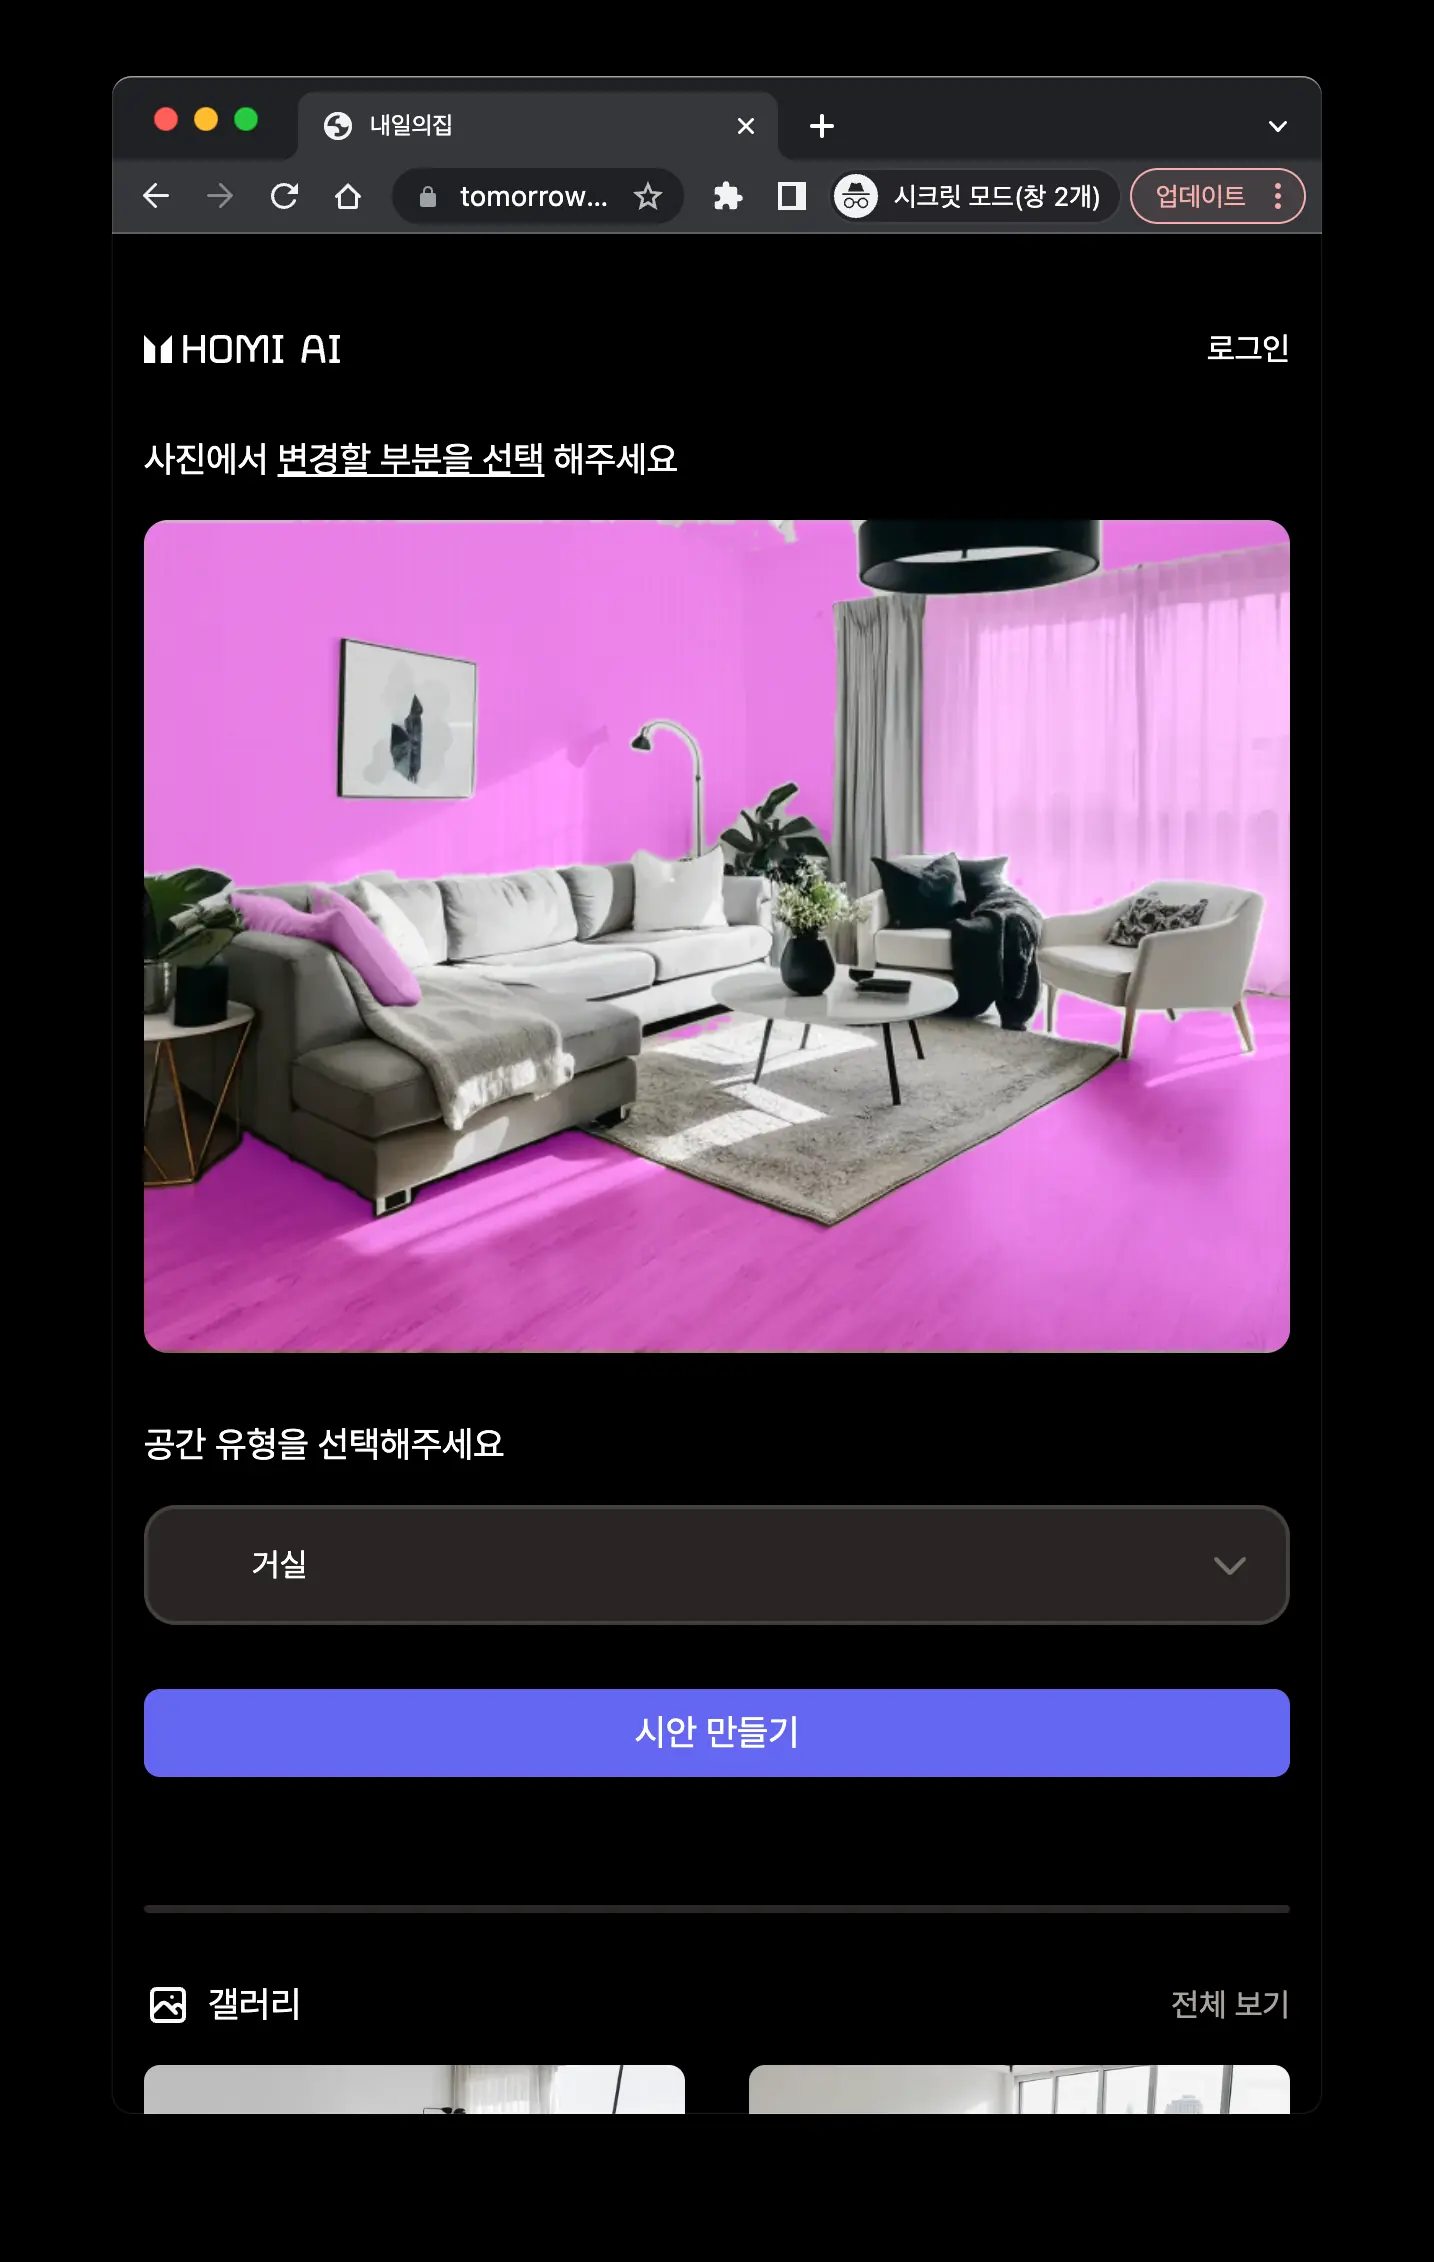 내일의집
tomorrow...
시크릿 모드(창 2개)
업데이트
HOMI AI
로그인
사진에서 변경할 부분을 선택 해주세요
공간 유형을 선택해주세요
거실
시안 만들기
갤러리
전체 보기